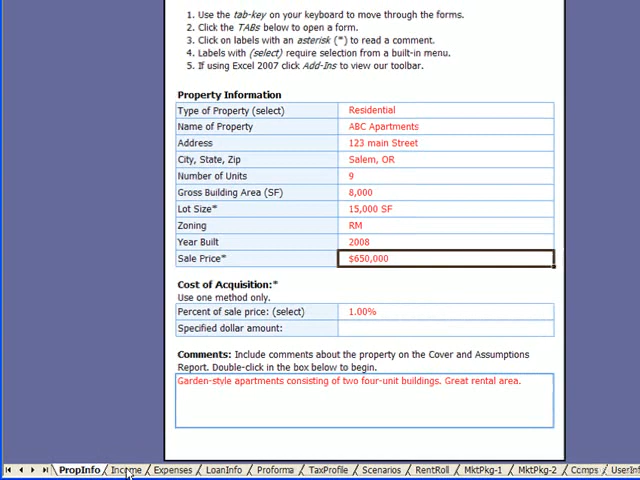 1. Use the tab-key on your keyboard to move through the forms.
2. Click the TABs below to open a form.
3. Click on labels with an asterisk (*) to read a comment.
4. Labels with (select) require selection from a built-in menu.
5. If using Excel 2007 click Add-Ins to view our toolbar.
Property Information
Type of Property (select) Residential
Name of Property ABC Apartments
Address 123 main Street
City, State, Zip Salem, OR
Number of Units 9
Gross Building Area (SF) 8,000
Lot Size* 15,000 SF
Zoning RM
Year Built 2008
Sale Price* $650,000
Cost of Acquisition:*
Use one method only.
Percent of sale price: (select) 1.00%
Specified dollar amount:
Comments: Include comments about the property on the Cover and Assumptions
Report. Double-click in the box below to begin.
Garden-style apartments consisting of two four-unit buildings. Great rental area.
PropInfo Income Expenses LoanInfo Proforma TaxProfile Scenarios RentRoll MktPkg-1 MktPkg-2 Ccmps UserInf